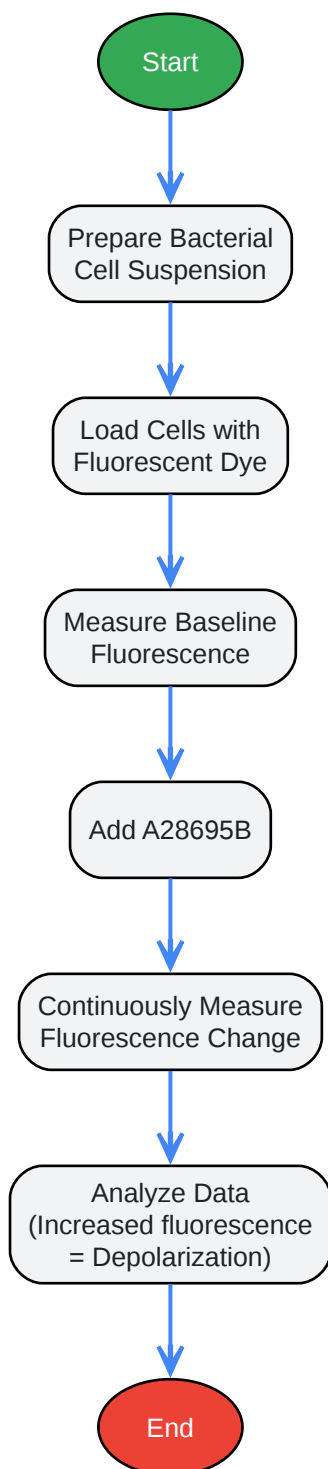 Start
Prepare Bacterial
Cell Suspension
Load Cells with
Fluorescent Dye
Measure Baseline
Fluorescence
Add A28695B
Continuously Measure
Fluorescence Change
Analyze Data
(Increased fluorescence
= Depolarization)
End